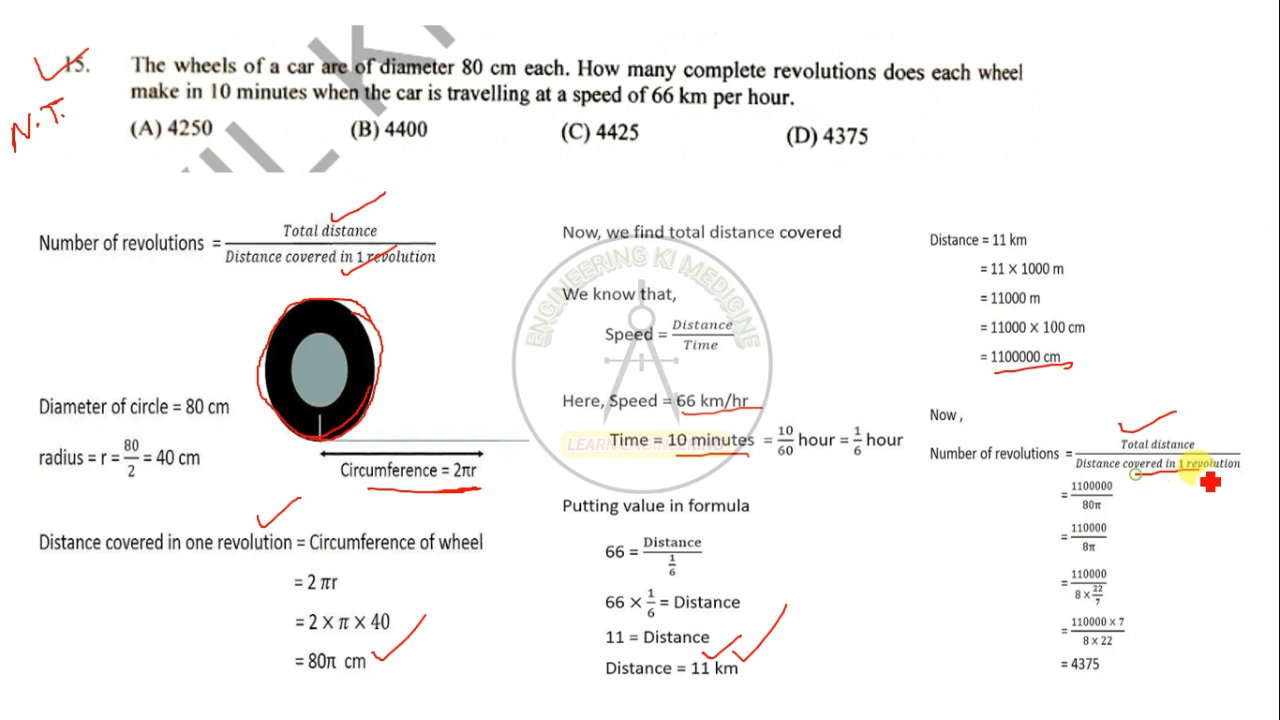 15. The wheels of a car are of diameter 80 cm each. How many complete revolutions does each wheel
make in 10 minutes when the car is travelling at a speed of 66 km per hour.
(A) 4250 (B) 4400 (C) 4425 (D) 4375
N.T.
Number of revolutions = Total distance / Distance covered in 1 revolution
Diameter of circle = 80 cm
radius = r = 80/2 = 40 cm
Circumference = 2πr
Distance covered in one revolution = Circumference of wheel
= 2 πr
= 2 × π × 40
= 80π cm
Now, we find total distance covered
We know that,
Speed = Distance / Time
Here, Speed = 66 km/hr
Time = 10 minutes = 10/60 hour = 1/6 hour
Putting value in formula
66 = Distance / 1/6
66 × 1/6 = Distance
11 = Distance
Distance = 11 km
Distance = 11 km
= 11 × 1000 m
= 11000 m
= 11000 × 100 cm
= 1100000 cm
Now ,
Number of revolutions = Total distance / Distance covered in 1 revolution
= 1100000 / 80π
= 110000 / 8π
= 110000 / 8 × 22/7
= 110000 × 7 / 8 × 22
= 4375
ENGINEERING KI MEDICINE
LEARN ENGINEERING